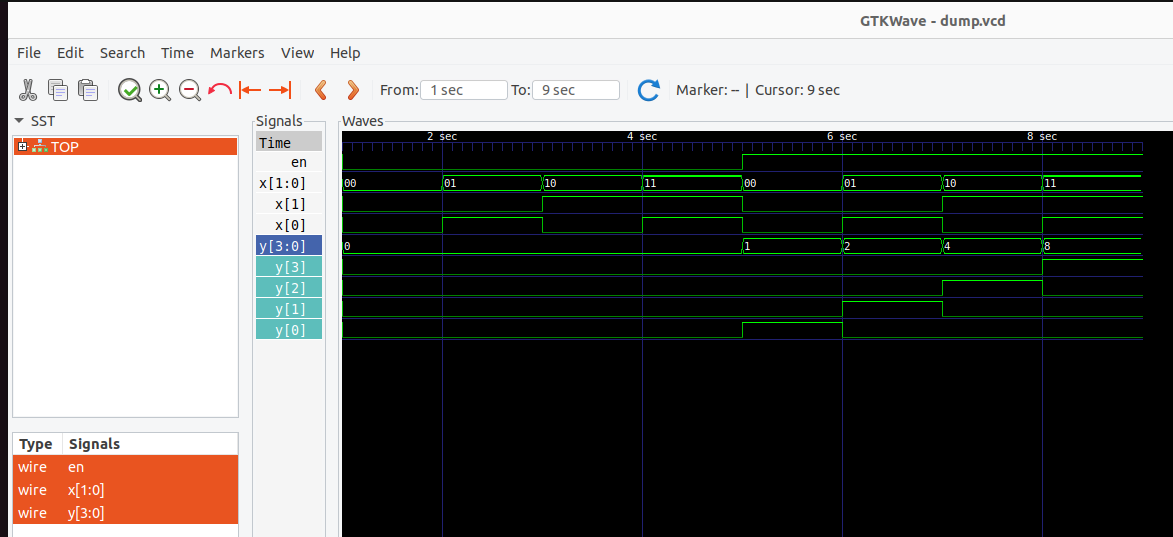 GTKWave - dump.vcd
File Edit Search Time Markers View Help
From: 1 sec To: 9 sec Marker: -- | Cursor: 9 sec
SST
TOP
Type Signals
wire en
wire x[1:0]
wire y[3:0]
Signals
Time
en
x[1:0]
x[1]
x[0]
y[3:0]
y[3]
y[2]
y[1]
y[0]
Waves
2 sec 4 sec 6 sec 8 sec
00 01 10 11 00 01 10 11
0 1 2 4 8